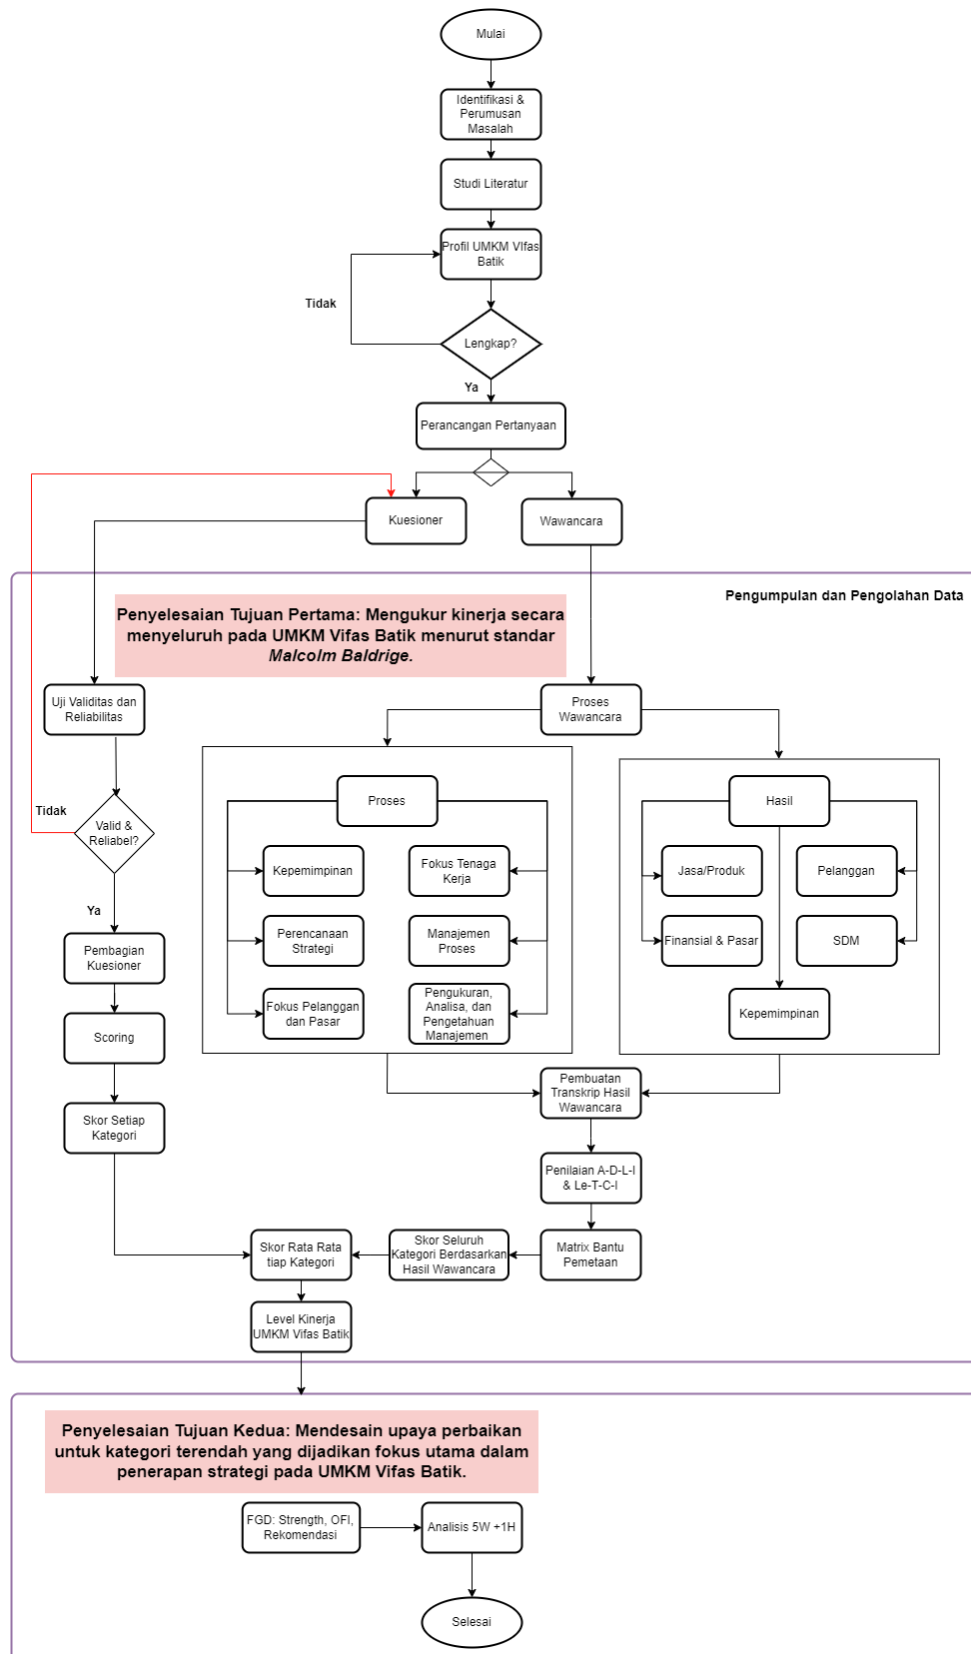 Mulai
Identifikasi &
Perumusan
Masalah
Studi Literatur
Profil UMKM VIfas
Batik
Tidak
Lengkap?
Ya
Perancangan Pertanyaan
Kuesioner
Wawancara
Pengumpulan dan Pengolahan Data
Penyelesaian Tujuan Pertama: Mengukur kinerja secara
menyeluruh pada UMKM Vifas Batik menurut standar
Malcolm Baldrige.
Uji Validitas dan
Reliabilitas
Proses
Wawancara
Tidak
Valid &
Reliabel?
Ya
Pembagian
Kuesioner
Scoring
Skor Setiap
Kategori
Proses
Kepemimpinan
Fokus Tenaga
Kerja
Perencanaan
Strategi
Manajemen
Proses
Fokus Pelanggan
dan Pasar
Pengukuran,
Analisa, dan
Pengetahuan
Manajemen
Hasil
Jasa/Produk
Pelanggan
Finansial & Pasar
SDM
Kepemimpinan
Pembuatan
Transkrip Hasil
Wawancara
Penilaian A-D-L-I
& Le-T-C-I
Matrix Bantu
Pemetaan
Skor Seluruh
Kategori Berdasarkan
Hasil Wawancara
Skor Rata Rata
tiap Kategori
Level Kinerja
UMKM Vifas Batik
Penyelesaian Tujuan Kedua: Mendesain upaya perbaikan
untuk kategori terendah yang dijadikan fokus utama dalam
penerapan strategi pada UMKM Vifas Batik.
FGD: Strength, OFI,
Rekomendasi
Analisis 5W +1H
Selesai